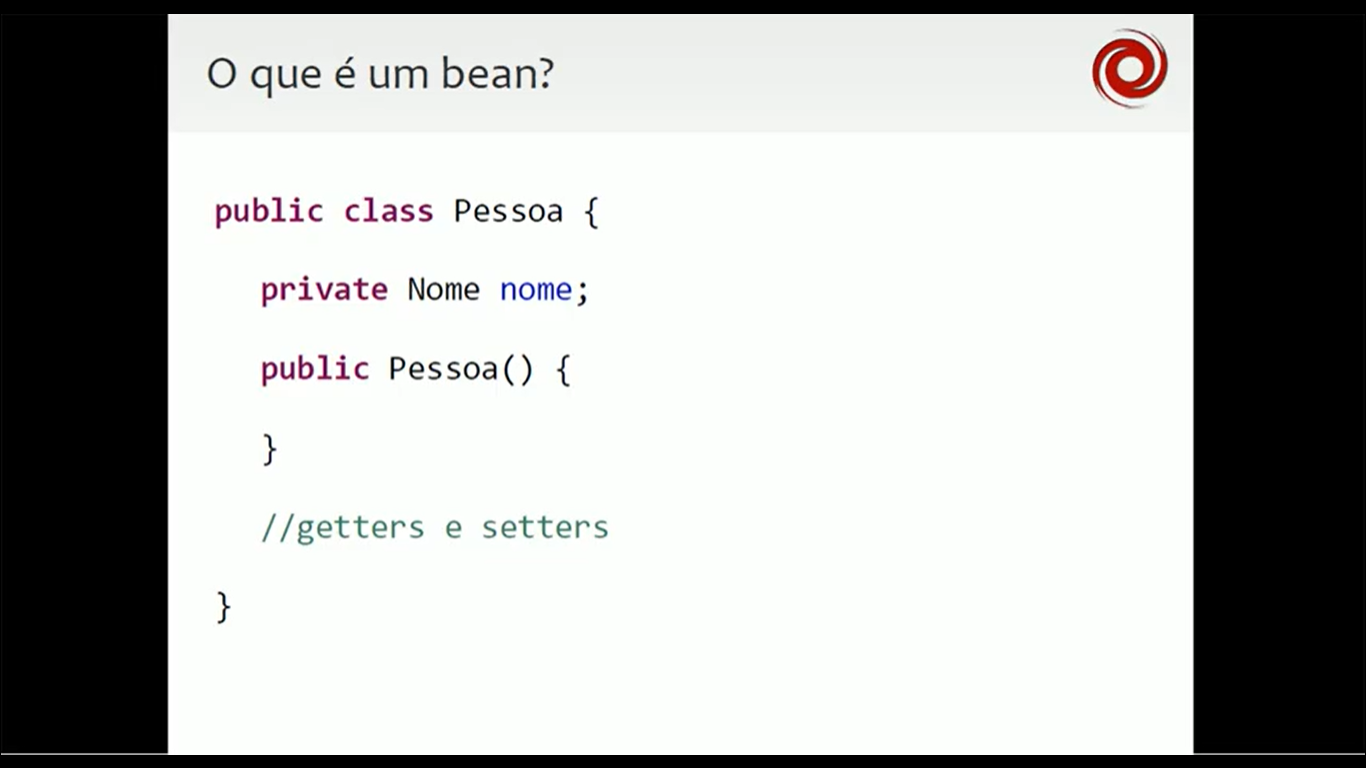 O que é um bean?
public class Pessoa {
private Nome nome;
public Pessoa() {
}
//getters e setters
}